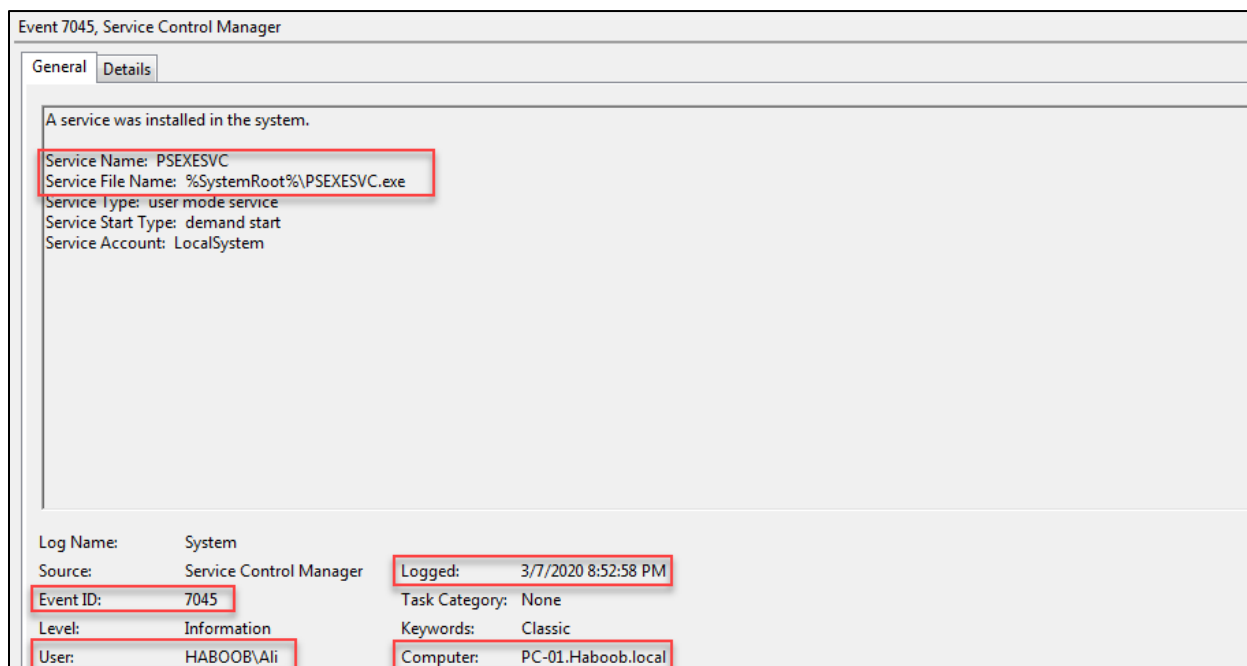 Event 7045, Service Control Manager
General Details
A service was installed in the system.
Service Name: PSEXESVC
Service File Name: %SystemRoot%\PSEXESVC.exe
Service Type: user mode service
Service Start Type: demand start
Service Account: LocalSystem
Log Name: System
Source: Service Control Manager Logged: 3/7/2020 8:52:58 PM
Event ID: 7045 Task Category: None
Level: Information Keywords: Classic
User: HABOOB\Ali Computer: PC-01.Haboob.local